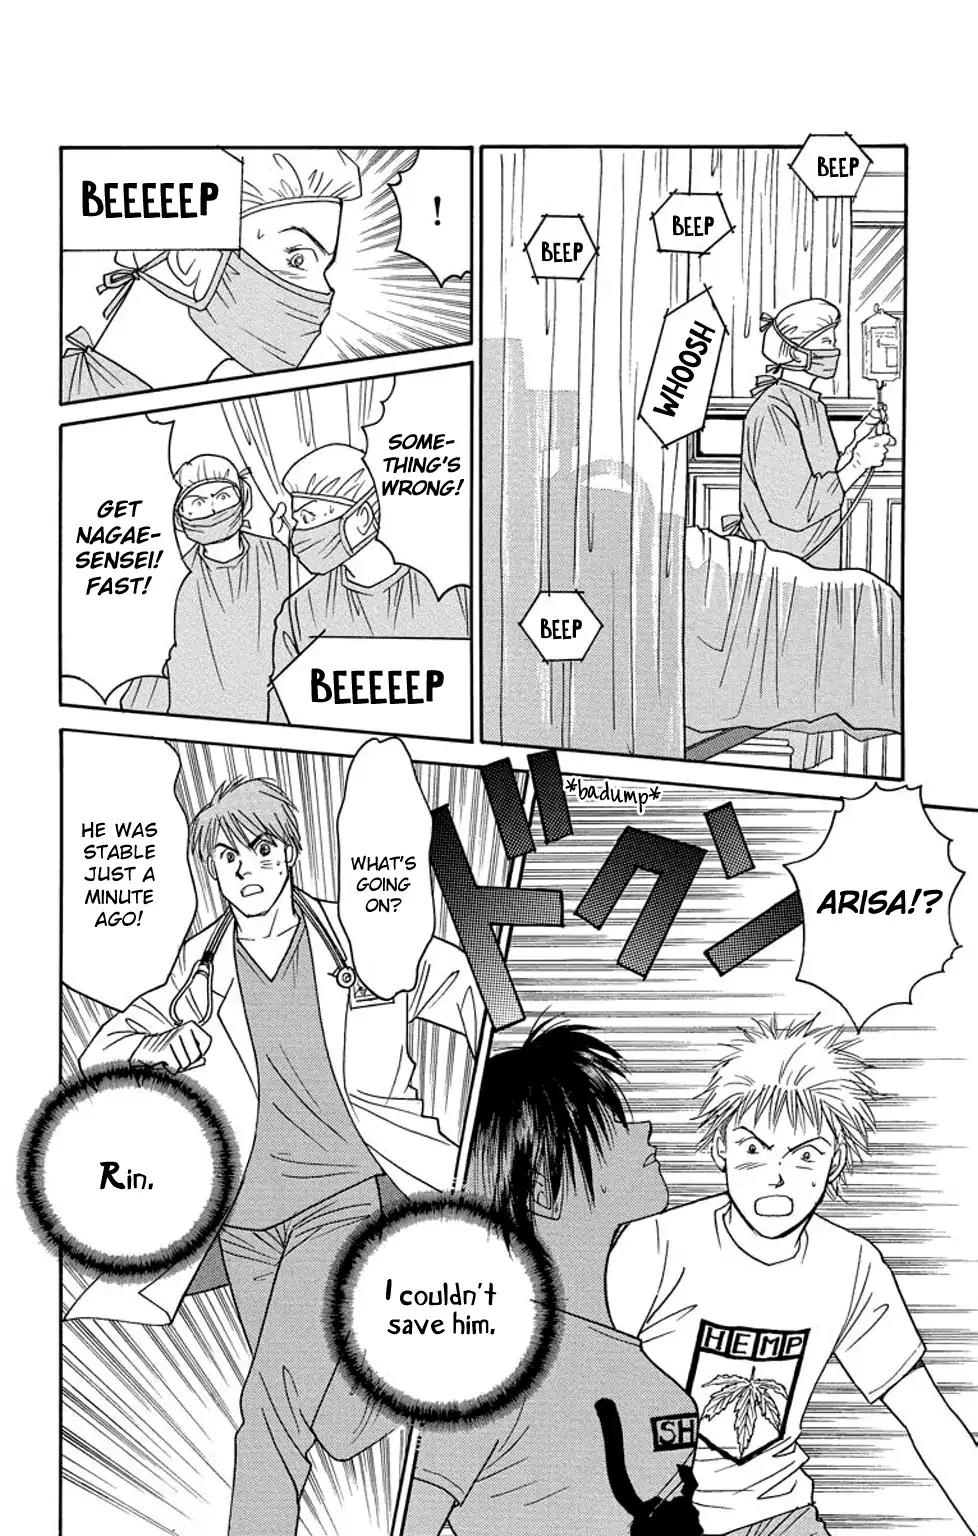 BEEP
BEEP
BEEP
WHOOSH
BEEP
!
BEEEEEP
SOME-
THING'S
WRONG!
GET
NAGAE-
SENSEI!
FAST!
BEEEEEP
ARISA!?
*badump*
ドクン
HEMP
SH
WHAT'S
GOING
ON?
HE WAS
STABLE
JUST A
MINUTE
AGO!
I couldn't
save him.
Rin.